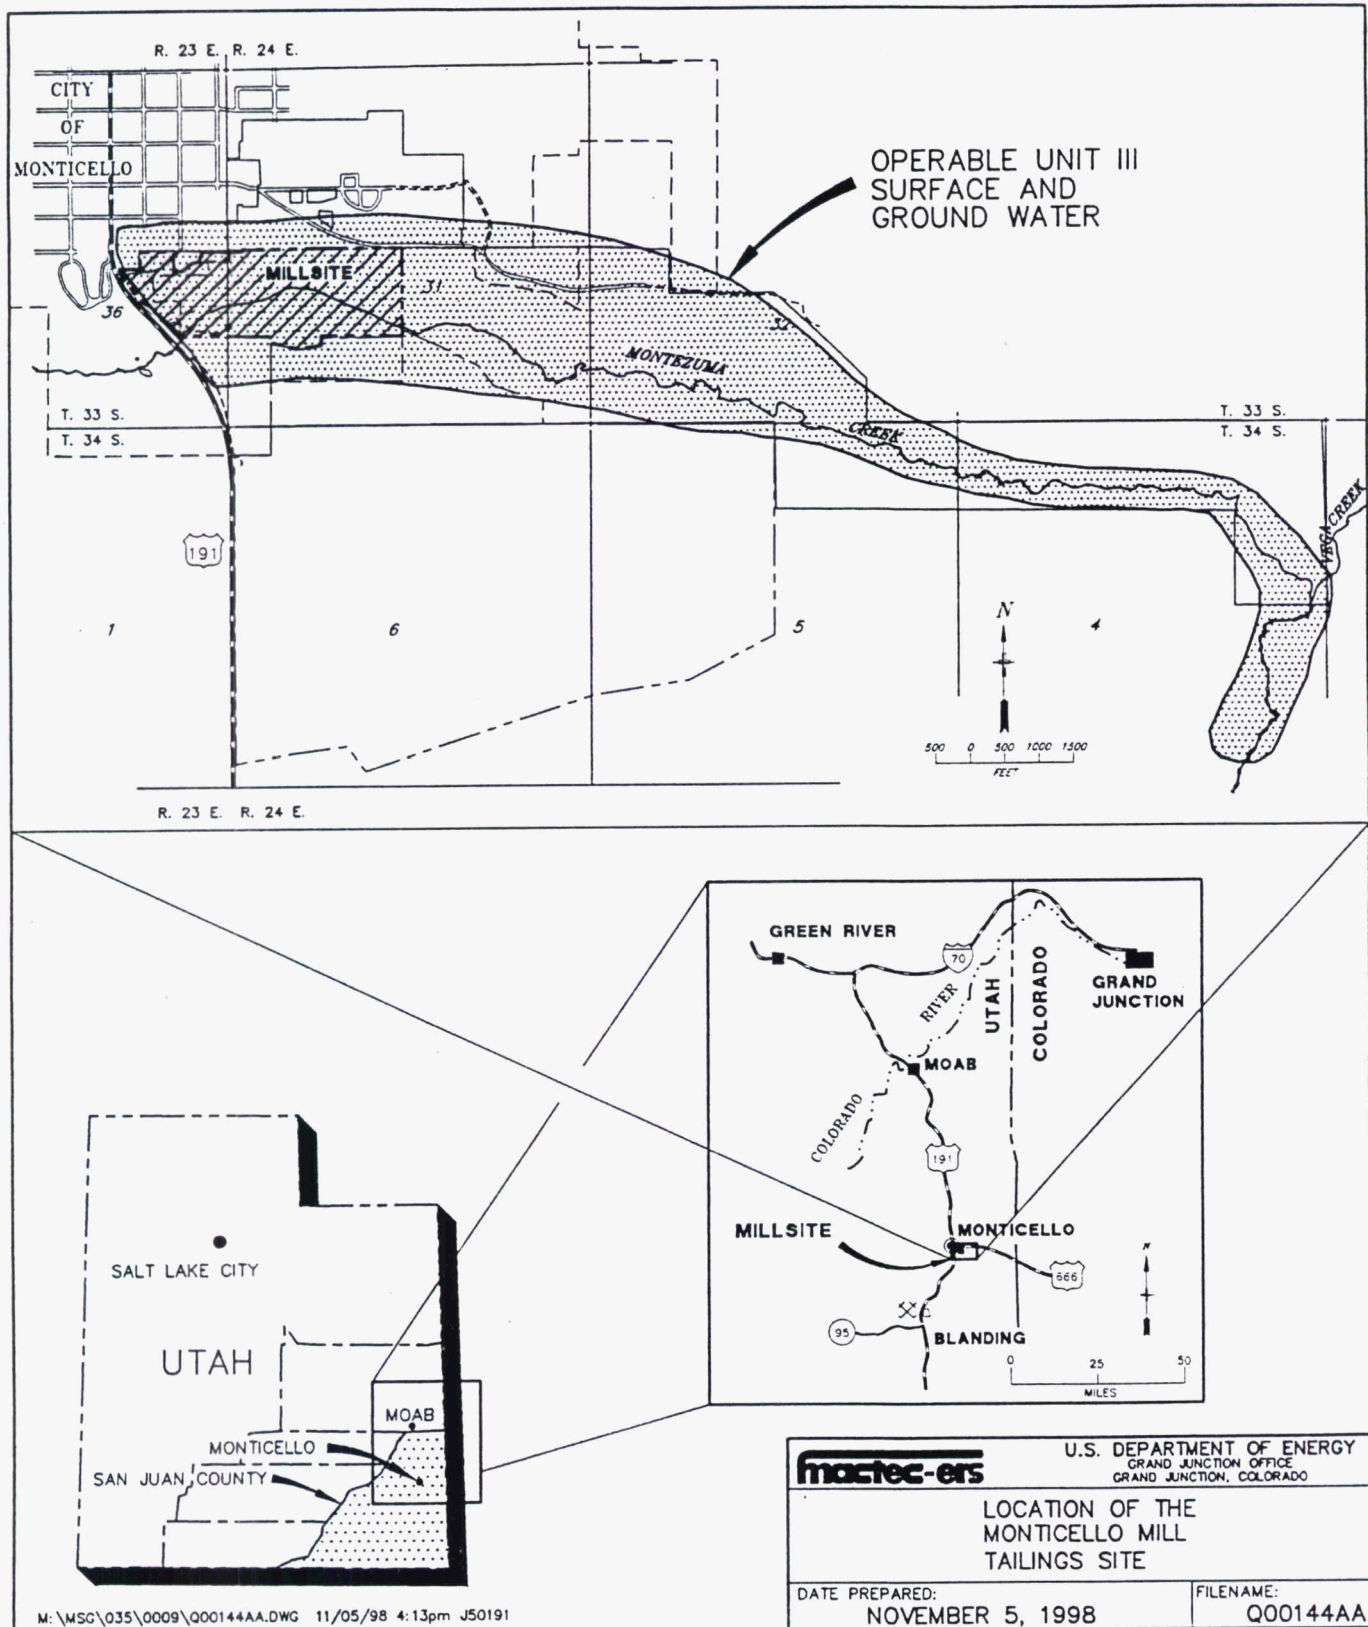 R. 23 E. R. 24 E.
CITY
OF
MONTICELLO
OPERABLE UNIT III
SURFACE AND
GROUND WATER
MILLSITE
31
36
32
MONTEZUMA
CREEK
T. 33 S.
T. 34 S.
T. 33 S.
T. 34 S.
VEGA CREEK
191
1
6
5
4
N
500 0 500 1000 1500
FEET
R. 23 E. R. 24 E.
GREEN RIVER
70
GRAND
JUNCTION
RIVER
UTAH
COLORADO
MOAB
COLORADO
191
MILLSITE
MONTICELLO
666
N
95
BLANDING
0 25 50
MILES
SALT LAKE CITY
UTAH
MOAB
MONTICELLO
SAN JUAN COUNTY
mactec-ers
U.S. DEPARTMENT OF ENERGY
GRAND JUNCTION OFFICE
GRAND JUNCTION, COLORADO
LOCATION OF THE
MONTICELLO MILL
TAILINGS SITE
DATE PREPARED:
NOVEMBER 5, 1998
FILENAME:
Q00144AA
M:\MSG\035\0009\Q00144AA.DWG 11/05/98 4:13pm J50191